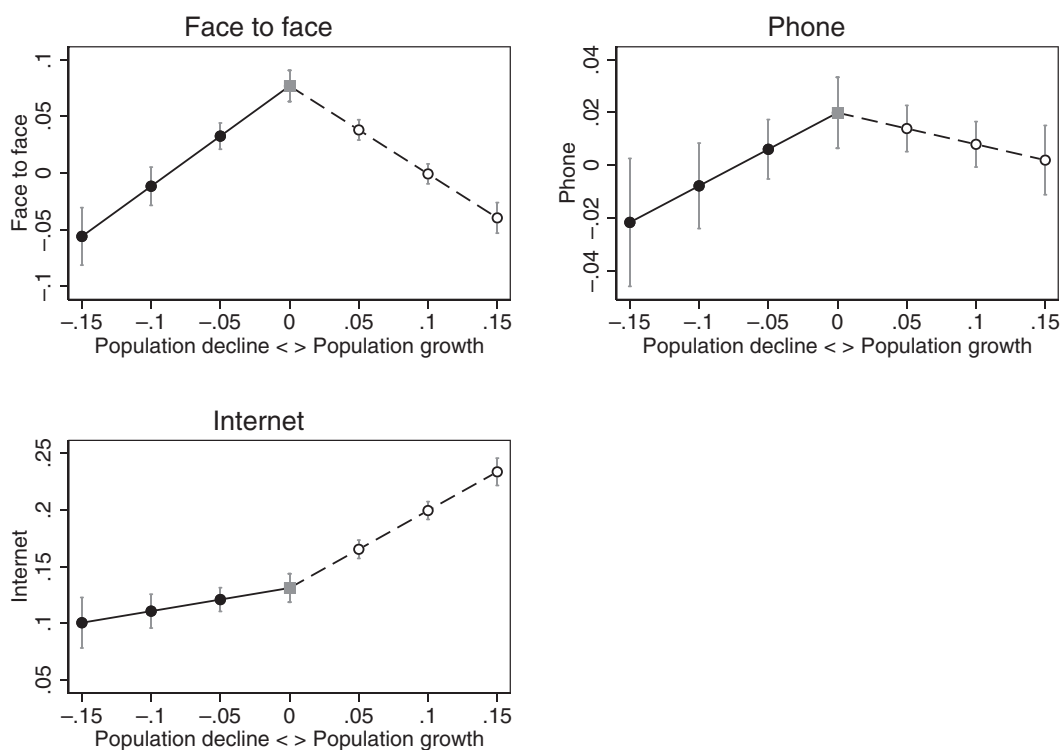 Face to face
Face to face
.1
.05
0
−.05
−.1
−.15 −.1 −.05 0 .05 .1 .15
Population decline < > Population growth
Phone
Phone
.04
.02
0
−.02
−.04
−.15 −.1 −.05 0 .05 .1 .15
Population decline < > Population growth
Internet
Internet
.25
.2
.15
.1
.05
−.15 −.1 −.05 0 .05 .1 .15
Population decline < > Population growth